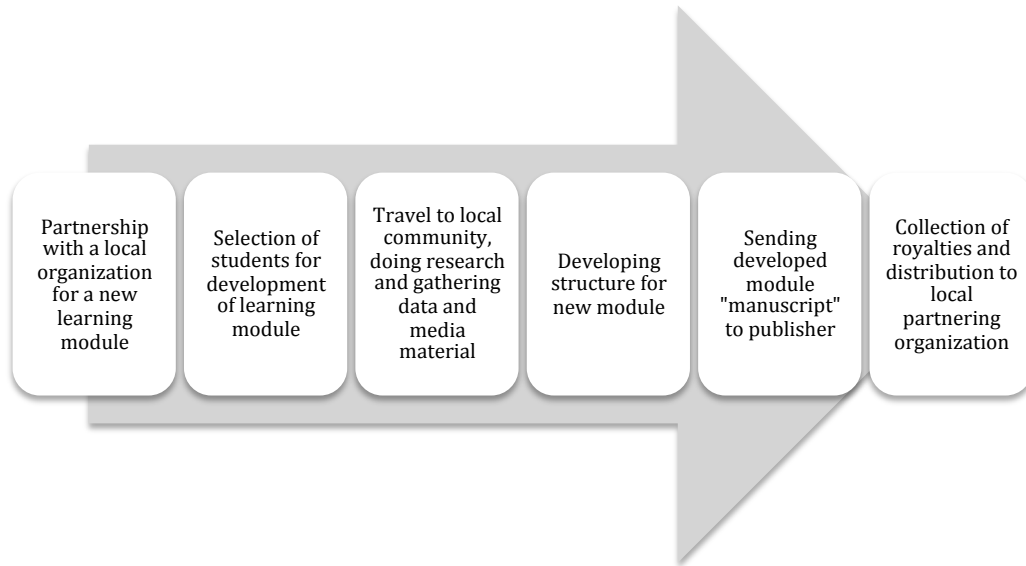 Partnership
with a local
organization
for a new
learning
module
Selection of
students for
development
of learning
module
Travel to local
community,
doing research
and gathering
data and
media
material
Developing
structure for
new module
Sending
developed
module
"manuscript"
to publisher
Collection of
royalties and
distribution to
local
partnering
organization